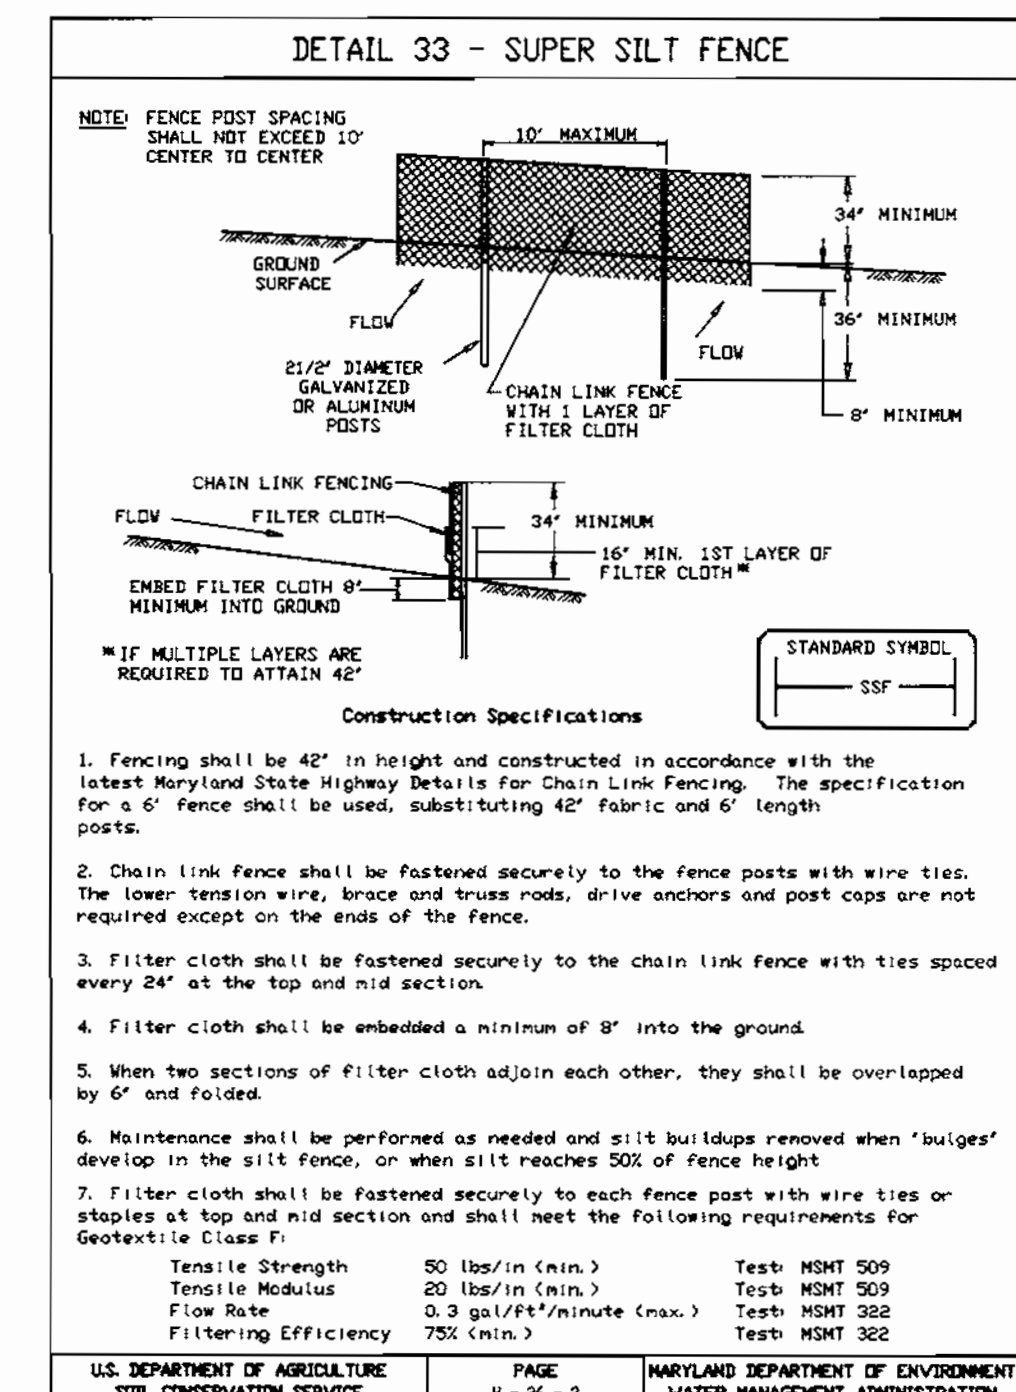 DETAIL 33 - SUPER SILT FENCE
NOTE: FENCE POST SPACING
SHALL NOT EXCEED 10'
CENTER TO CENTER
10' MAXIMUM
34" MINIMUM
GROUND
SURFACE
FLOW
36" MINIMUM
FLOW
21/2" DIAMETER
GALVANIZED
OR ALUMINUM
POSTS
CHAIN LINK FENCE
WITH 1 LAYER OF
FILTER CLOTH
8" MINIMUM
CHAIN LINK FENCING
FLOW
FILTER CLOTH
34" MINIMUM
16" MIN. 1ST LAYER OF
FILTER CLOTH*
EMBED FILTER CLOTH 8"
MINIMUM INTO GROUND
*IF MULTIPLE LAYERS ARE
REQUIRED TO ATTAIN 42"
STANDARD SYMBOL
SSF
Construction Specifications
1. Fencing shall be 42" in height and constructed in accordance with the
latest Maryland State Highway Details for Chain Link Fencing. The specification
for a 6' fence shall be used, substituting 42" fabric and 6' length
posts.
2. Chain link fence shall be fastened securely to the fence posts with wire ties.
The lower tension wire, brace and truss rods, drive anchors and post caps are not
required except on the ends of the fence.
3. Filter cloth shall be fastened securely to the chain link fence with ties spaced
every 24" at the top and mid section.
4. Filter cloth shall be embedded a minimum of 8" into the ground.
5. When two sections of filter cloth adjoin each other, they shall be overlapped
by 6" and folded.
6. Maintenance shall be performed as needed and silt buildups removed when "bulges"
develop in the silt fence, or when silt reaches 50% of fence height
7. Filter cloth shall be fastened securely to each fence post with wire ties or
staples at top and mid section and shall meet the following requirements for
Geotextile Class F:
Tensile Strength 50 lbs/in (min.) Test: MSMT 509
Tensile Modulus 20 lbs/in (min.) Test: MSMT 509
Flow Rate 0.3 gal/ft²/minute (max.) Test: MSMT 322
Filtering Efficiency 75% (min.) Test: MSMT 322
U.S. DEPARTMENT OF AGRICULTURE PAGE MARYLAND DEPARTMENT OF ENVIRONMENT
SOIL CONSERVATION SERVICE WATER MANAGEMENT ADMINISTRATION